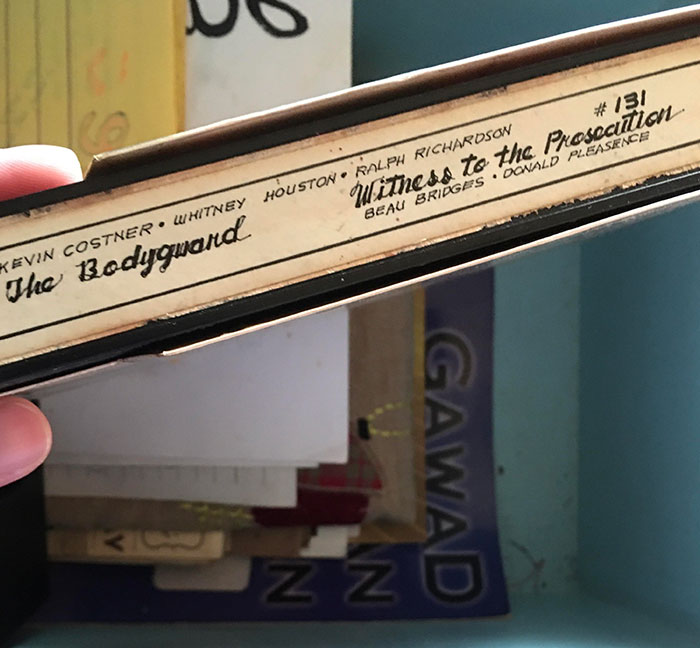 KEVIN COSTNER • WHITNEY HOUSTON •
The Bodyguard
# 131
RALPH RICHARDSON
Witness to the Prosecution
BEAU BRIDGES • DONALD PLEASENCE
GAWAD